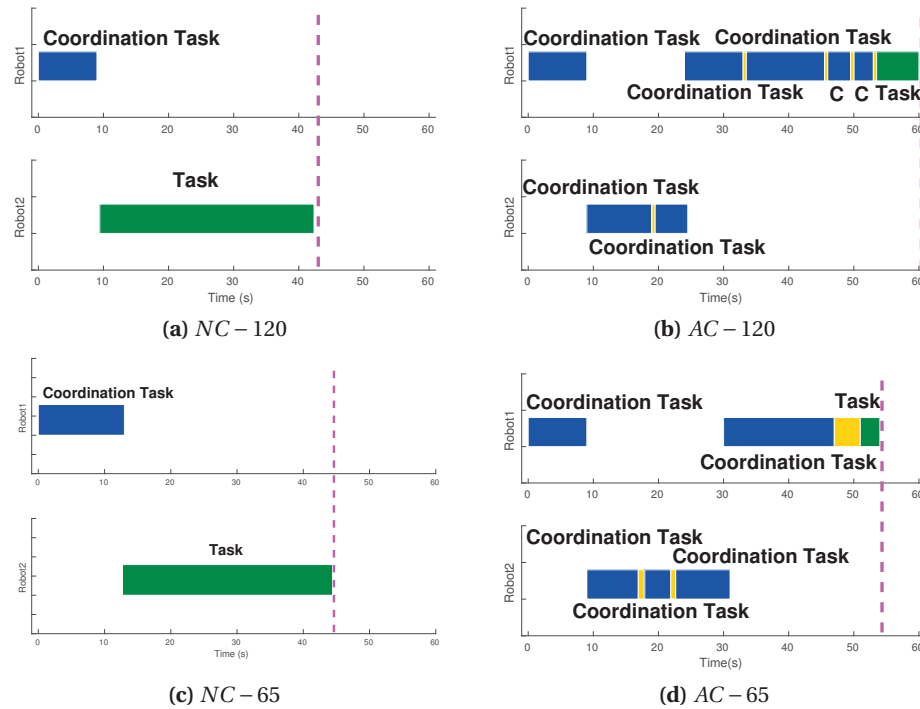 Coordination Task
Robot1
0 10 20 30 40 50 60
Task
Robot2
0 10 20 30 40 50 60
Time (s)
(a) NC – 120
Coordination Task
Coordination Task
Robot1
Coordination Task C C Task
0 10 20 30 40 50 60
Coordination Task
Robot2
Coordination Task
0 10 20 30 40 50 60
Time(s)
(b) AC – 120
Coordination Task
Robot1
0 10 20 30 40 50 60
Task
Robot2
0 10 20 30 40 50 60
Time (s)
(c) NC – 65
Coordination Task Task
Robot1
Coordination Task
0 10 20 30 40 50 60
Coordination Task
Coordination Task
Robot2
Coordination Task
0 10 20 30 40 50 60
Time(s)
(d) AC – 65